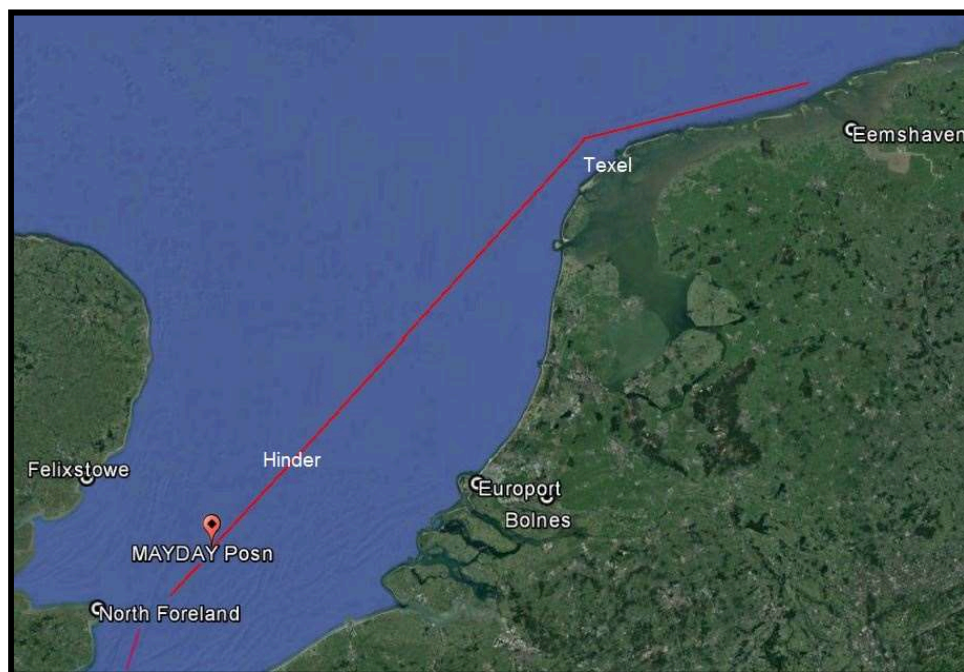 Eemshaven
Texel
Hinder
Felixstowe
Europort
Bolnes
MAYDAY Posn
North Foreland